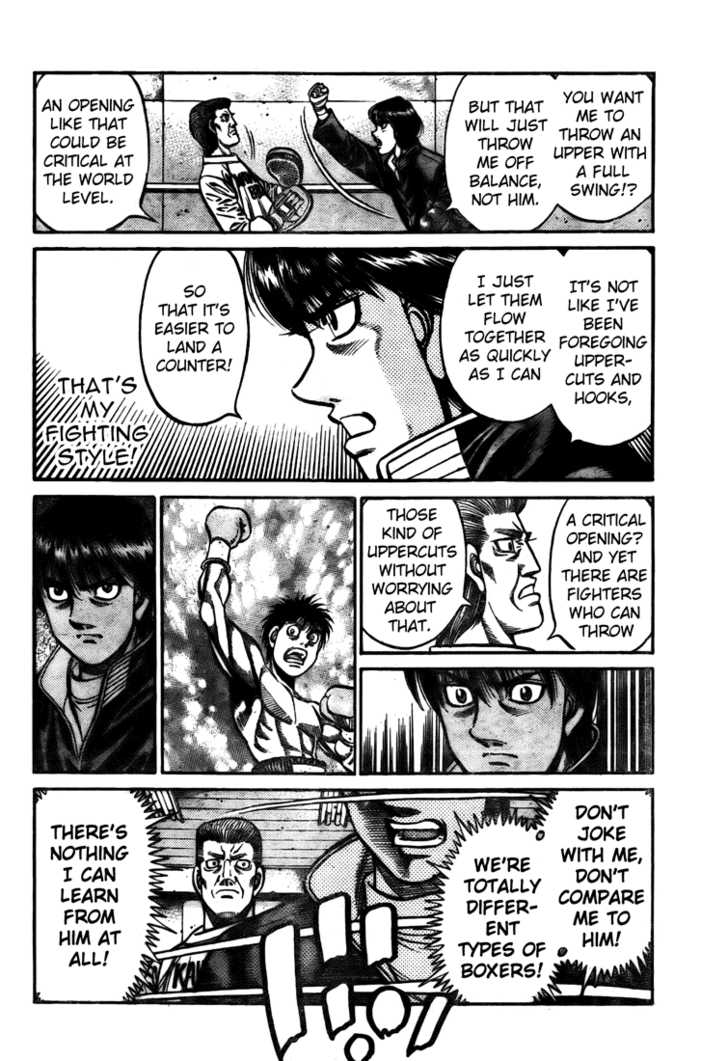 YOU WANT
ME TO
THROW AN
UPPER WITH
A FULL
SWING!?
BUT THAT
WILL JUST
THROW
ME OFF
BALANCE,
NOT HIM.
AN OPENING
LIKE THAT
COULD BE
CRITICAL AT
THE WORLD
LEVEL.
IT'S NOT
LIKE I'VE
BEEN
FOREGOING
UPPER-
CUTS AND
HOOKS,
I JUST
LET THEM
FLOW
TOGETHER
AS QUICKLY
AS I CAN
SO
THAT IT'S
EASIER TO
LAND A
COUNTER!
THAT'S
MY
FIGHTING
STYLE!
A CRITICAL
OPENING?
AND YET
THERE ARE
FIGHTERS
WHO CAN
THROW
THOSE
KIND OF
UPPERCUTS
WITHOUT
WORRYING
ABOUT
THAT.
DON'T
JOKE
WITH ME,
DON'T
COMPARE
ME TO
HIM!
WE'RE
TOTALLY
DIFFER-
ENT
TYPES OF
BOXERS!
THERE'S
NOTHING
I CAN
LEARN
FROM
HIM AT
ALL!